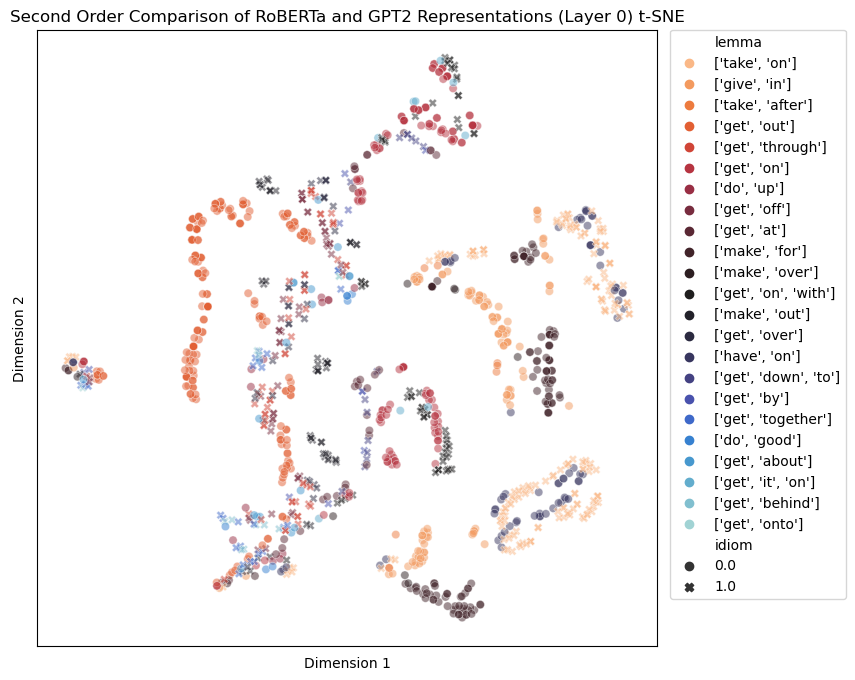 Second Order Comparison of RoBERTa and GPT2 Representations (Layer 0) t-SNE
Dimension 2
Dimension 1
lemma
['take', 'on']
['give', 'in']
['take', 'after']
['get', 'out']
['get', 'through']
['get', 'on']
['do', 'up']
['get', 'off']
['get', 'at']
['make', 'for']
['make', 'over']
['get', 'on', 'with']
['make', 'out']
['get', 'over']
['have', 'on']
['get', 'down', 'to']
['get', 'by']
['get', 'together']
['do', 'good']
['get', 'about']
['get', 'it', 'on']
['get', 'behind']
['get', 'onto']
idiom
0.0
1.0